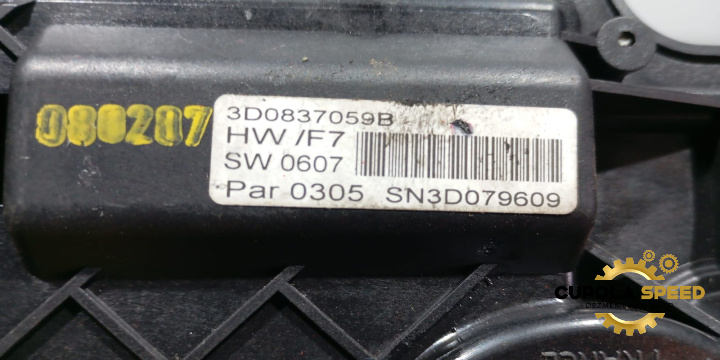 080207
3D0837059B
HW /F7
SW 0607
Par 0305 SN3D079609
SPEED